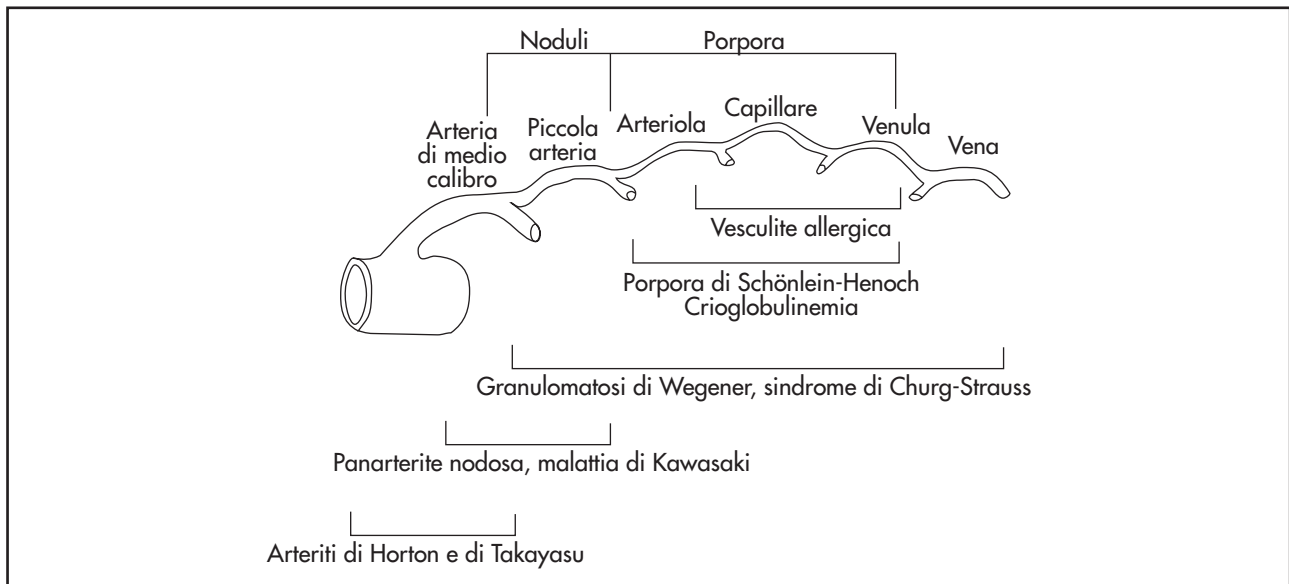 Noduli
Porpora
Arteria
di medio
calibro
Piccola
arteria
Arteriola
Capillare
Venula
Vena
Vesculite allergica
Porpora di Schönlein-Henoch
Crioglobulinemia
Granulomatosi di Wegener, sindrome di Churg-Strauss
Panarterite nodosa, malattia di Kawasaki
Arteriti di Horton e di Takayasu